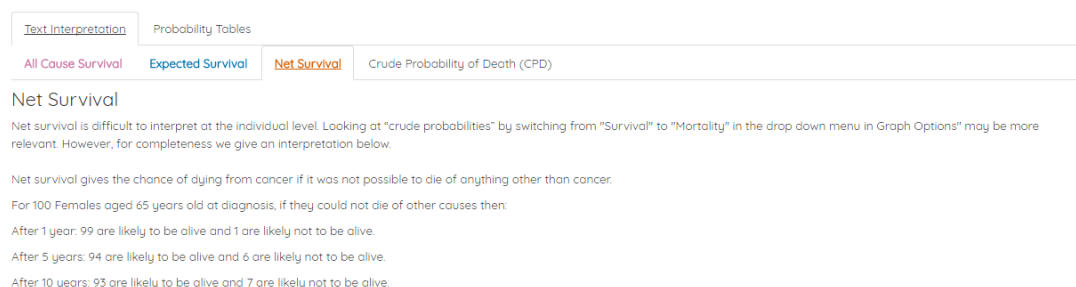 Text Interpretation Probability Tables
All Cause Survival Expected Survival Net Survival Crude Probability of Death (CPD)
Net Survival
Net survival is difficult to interpret at the individual level. Looking at “crude probabilities” by switching from "Survival" to "Mortality" in the drop down menu in Graph Options" may be more
relevant. However, for completeness we give an interpretation below.
Net survival gives the chance of dying from cancer if it was not possible to die of anything other than cancer.
For 100 Females aged 65 years old at diagnosis, if they could not die of other causes then:
After 1 year: 99 are likely to be alive and 1 are likely not to be alive.
After 5 years: 94 are likely to be alive and 6 are likely not to be alive.
After 10 years: 93 are likely to be alive and 7 are likely not to be alive.